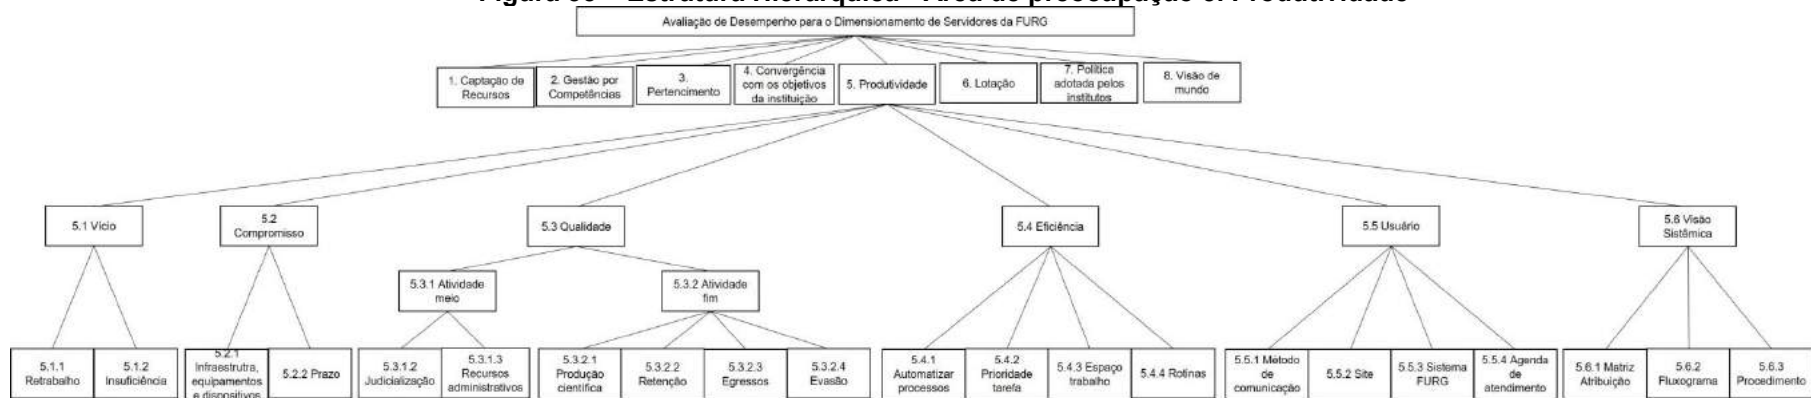 Avaliação de Desempenho para o Dimensionamento de Servidores da FURG
1. Captação de
Recursos
2. Gestão por
Competências
3.
Pertencimento
4. Convergência
com os objetivos
da instituição
5. Produtividade
6. Lotação
7. Política
adotada pelos
institutos
8. Visão de
mundo
5.1 Vício
5.2
Compromisso
5.3 Qualidade
5.4 Eficiência
5.5 Usuário
5.6 Visão
Sistêmica
5.3.1 Atividade
meio
5.3.2 Atividade
fim
5.1.1
Retrabalho
5.1.2
Insuficiência
5.2.1
Infraestrutra,
equipamentos
e dispositivos
5.2.2 Prazo
5.3.1.2
Judicialização
5.3.1.3
Recursos
administrativos
5.3.2.1
Produção
científica
5.3.2.2
Retenção
5.3.2.3
Egressos
5.3.2.4
Evasão
5.4.1
Automatizar
processos
5.4.2
Prioridade
tarefa
5.4.3 Espaço
trabalho
5.4.4 Rotinas
5.5.1 Método
de
comunicação
5.5.2 Site
5.5.3 Sistema
FURG
5.5.4 Agenda
de
atendimento
5.6.1 Matriz
Atribuição
5.6.2
Fluxograma
5.6.3
Procedimento